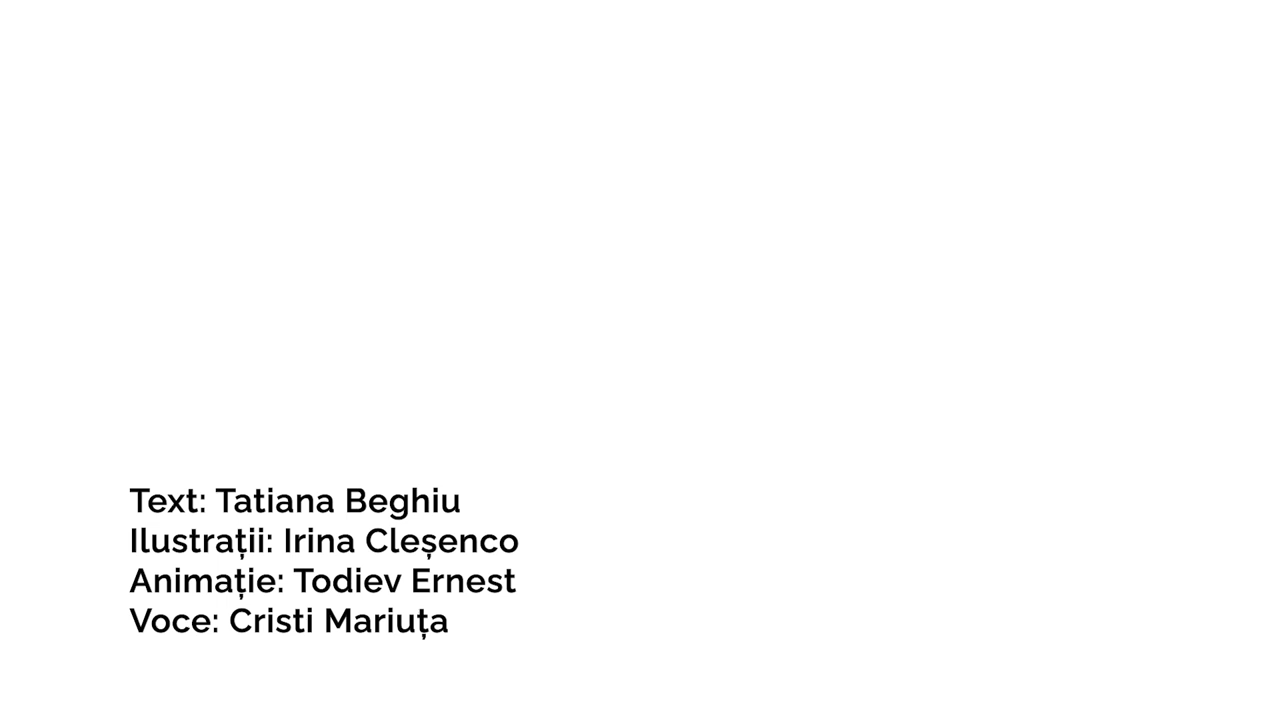 Text: Tatiana Beghiu
Ilustrații: Irina Cleșenco
Animație: Todiev Ernest
Voce: Cristi Mariuța